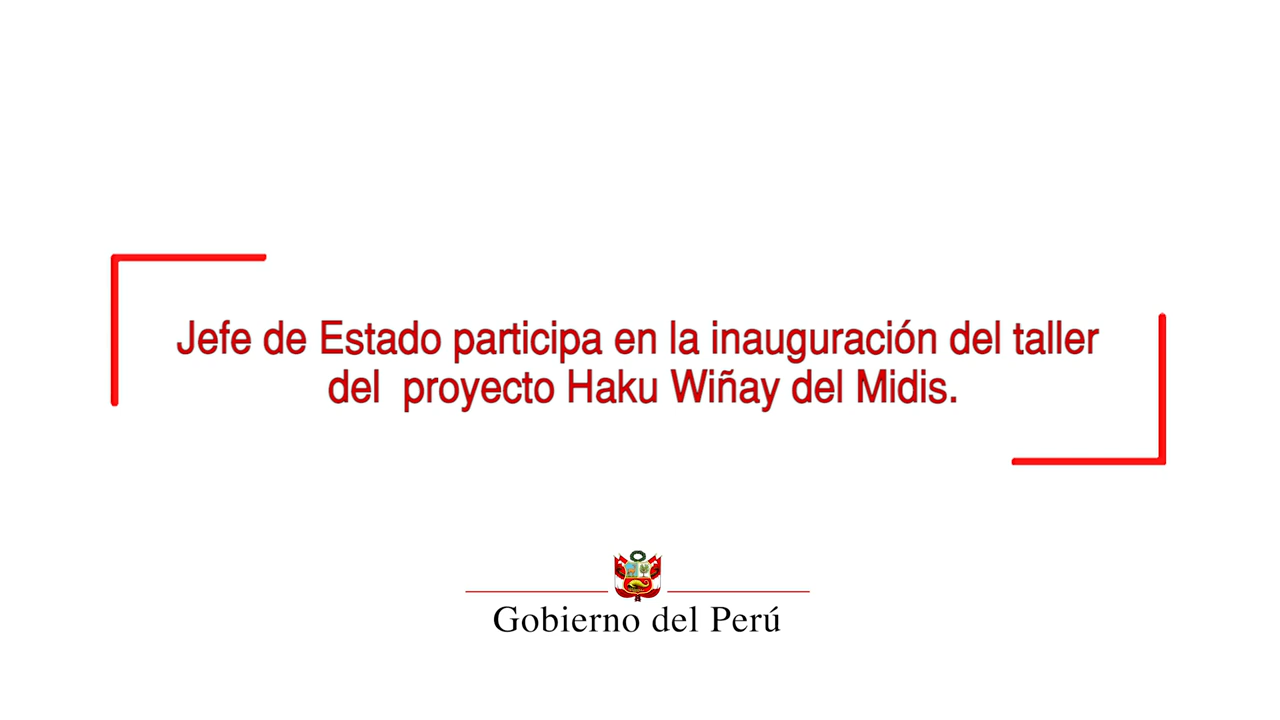 Jefe de Estado participa en la inauguración del taller
del  proyecto Haku Wiñay del Midis.
Gobierno del Perú